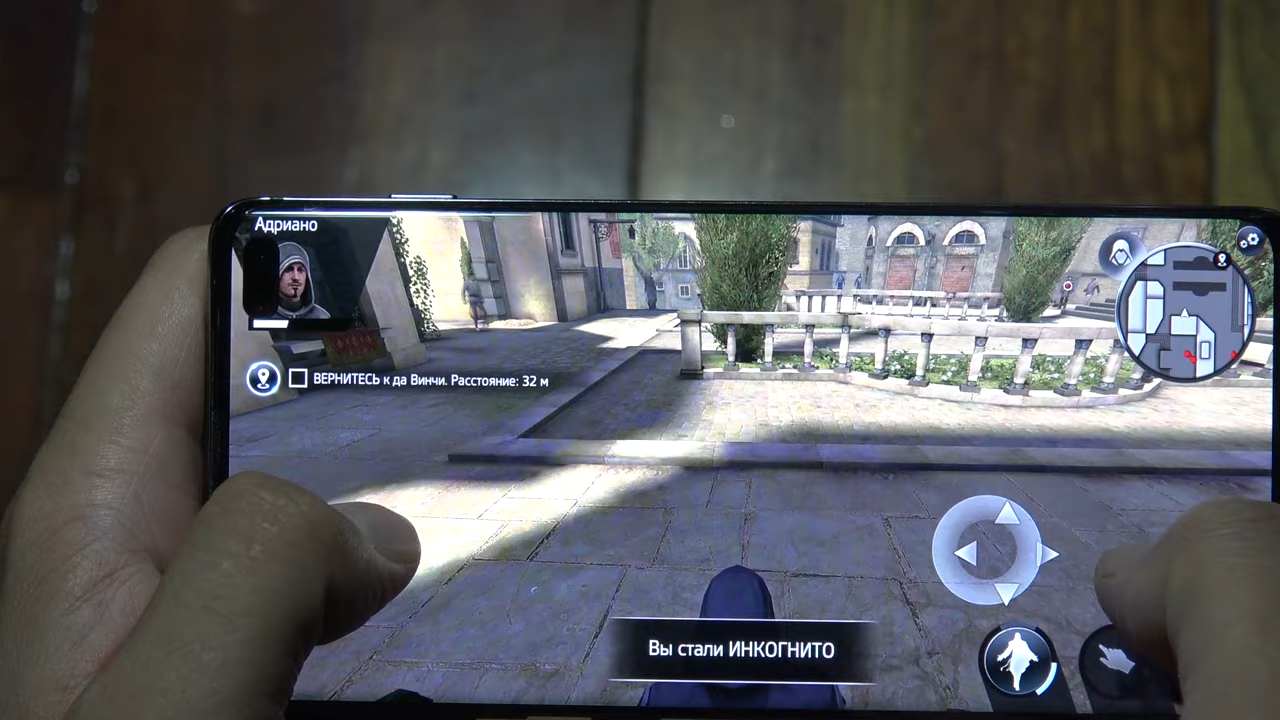 Адриано
ВЕРНИТЕСЬ к да Винчи. Расстояние: 32 м
Вы стали ИНКОГНИТО